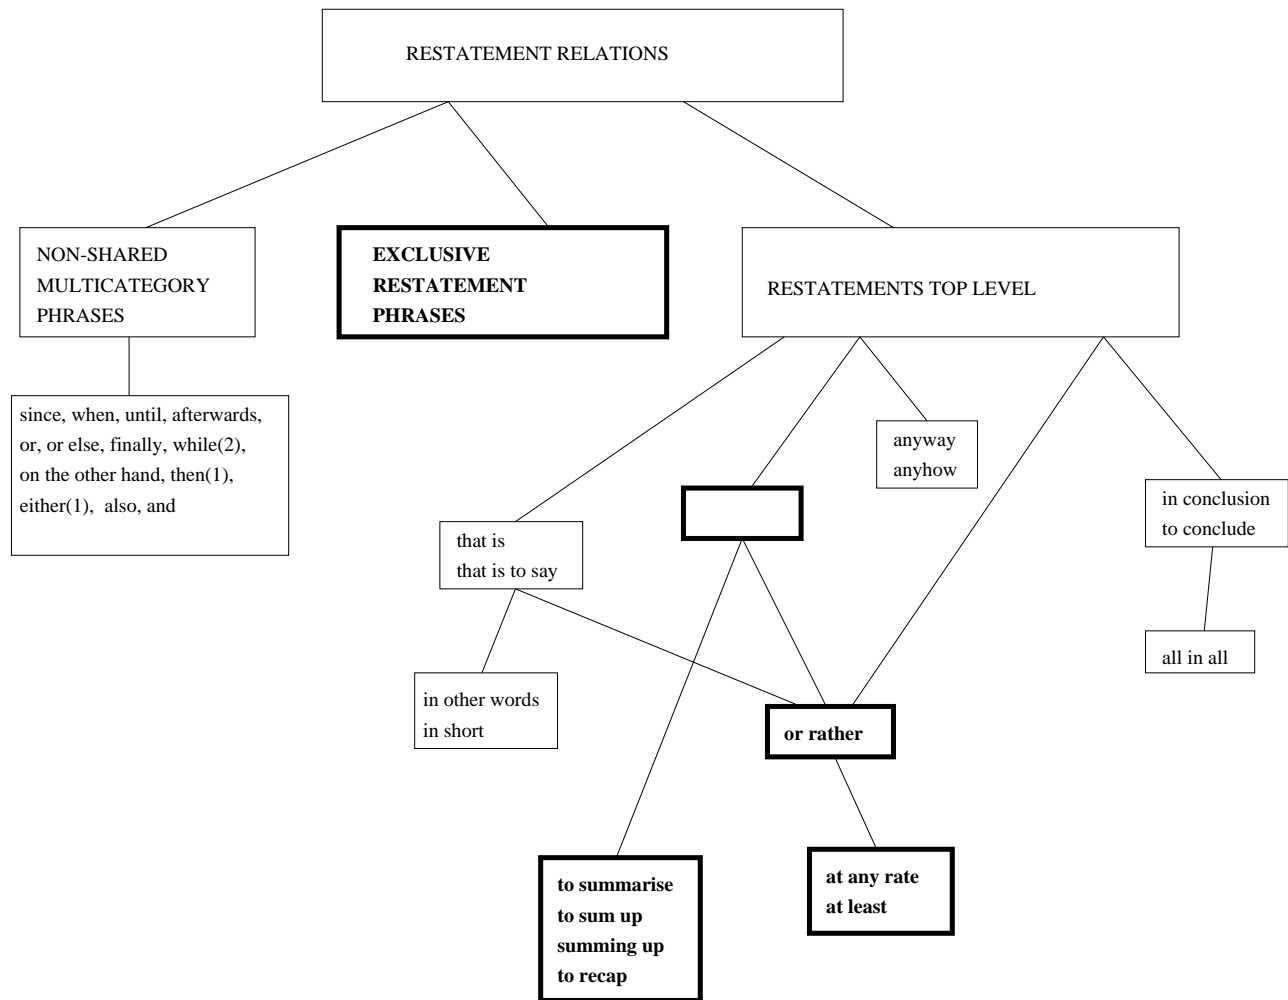 RESTATEMENT RELATIONS
NON-SHARED
MULTICATEGORY
PHRASES
EXCLUSIVE
RESTATEMENT
PHRASES
RESTATEMENTS TOP LEVEL
since, when, until, afterwards,
or, or else, finally, while(2),
on the other hand, then(1),
either(1), also, and
anyway
anyhow
in conclusion
to conclude
that is
that is to say
all in all
in other words
in short
or rather
to summarise
to sum up
summing up
to recap
at any rate
at least